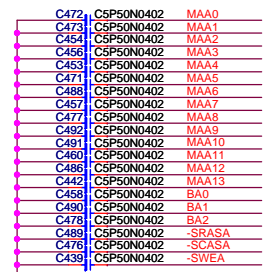 C472 C5P50N0402 MAA0
C473 C5P50N0402 MAA1
C454 C5P50N0402 MAA2
C456 C5P50N0402 MAA3
C453 C5P50N0402 MAA4
C471 C5P50N0402 MAA5
C488 C5P50N0402 MAA6
C457 C5P50N0402 MAA7
C477 C5P50N0402 MAA8
C492 C5P50N0402 MAA9
C491 C5P50N0402 MAA10
C460 C5P50N0402 MAA11
C486 C5P50N0402 MAA12
C442 C5P50N0402 MAA13
C458 C5P50N0402 BA0
C490 C5P50N0402 BA1
C478 C5P50N0402 BA2
C489 C5P50N0402 -SRASA
C476 C5P50N0402 -SCASA
C439 C5P50N0402 -SWEA